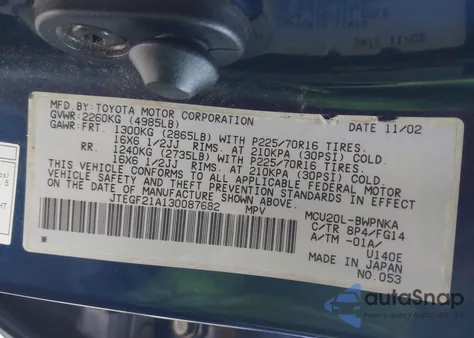 MFD.BY:TOYOTA MOTOR CORPORATION DATE 11/02
GVWR:2260KG (4985LB)
GAWR:FRT. 1300KG (2865LB) WITH P225/70R16 TIRES.
16X6 1/2JJ RIMS. AT 210KPA (30PSI) COLD.
RR. 1240KG (2735LB) WITH P225/70R16 TIRES.
16X6 1/2JJ RIMS. AT 210KPA (30PSI) COLD.
THIS VEHICLE CONFORMS TO ALL APPLICABLE FEDERAL MOTOR
VEHICLE SAFETY STANDARDS IN EFFECT ON
THE DATE OF MANUFACTURE SHOWN ABOVE.
JTEGF21A130087682 MPV
MCU20L-BWPNKA
C/TR 8P4/FG14
A/TM -01A/
U140E
MADE IN JAPAN
NO.053
autoSnap